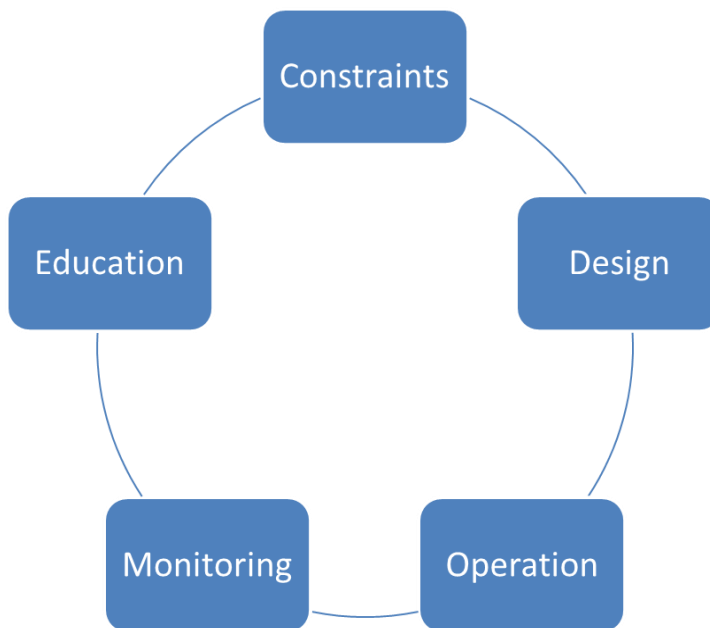 Constraints
Design
Operation
Monitoring
Education